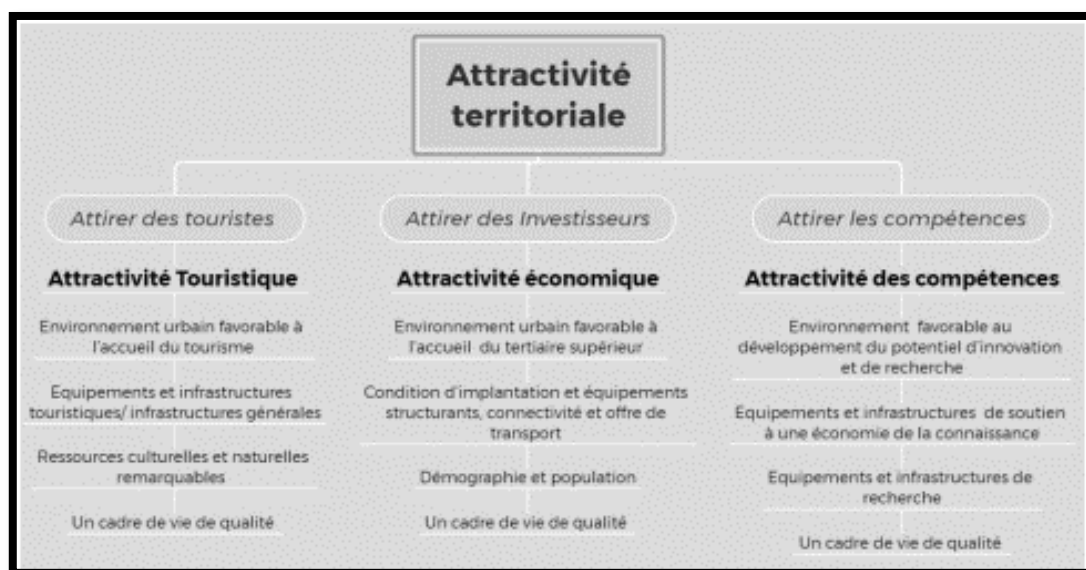 Attractivité
territoriale
Attirer des touristes
Attractivité Touristique
Environnement urbain favorable à
l'accueil du tourisme
Equipements et infrastructures
touristiques/ infrastructures générales
Ressources culturelles et naturelles
remarquables
Un cadre de vie de qualité
Attirer des Investisseurs
Attractivité économique
Environnement urbain favorable à
l'accueil du tertiaire supérieur
Condition d'implantation et équipements
structurants, connectivité et offre de
transport
Démographie et population
Un cadre de vie de qualité
Attirer les compétences
Attractivité des compétences
Environnement favorable au
développement du potentiel d'innovation
et de recherche
Equipements et infrastructures de soutien
à une économie de la connaissance
Equipements et infrastructures de
recherche
Un cadre de vie de qualité